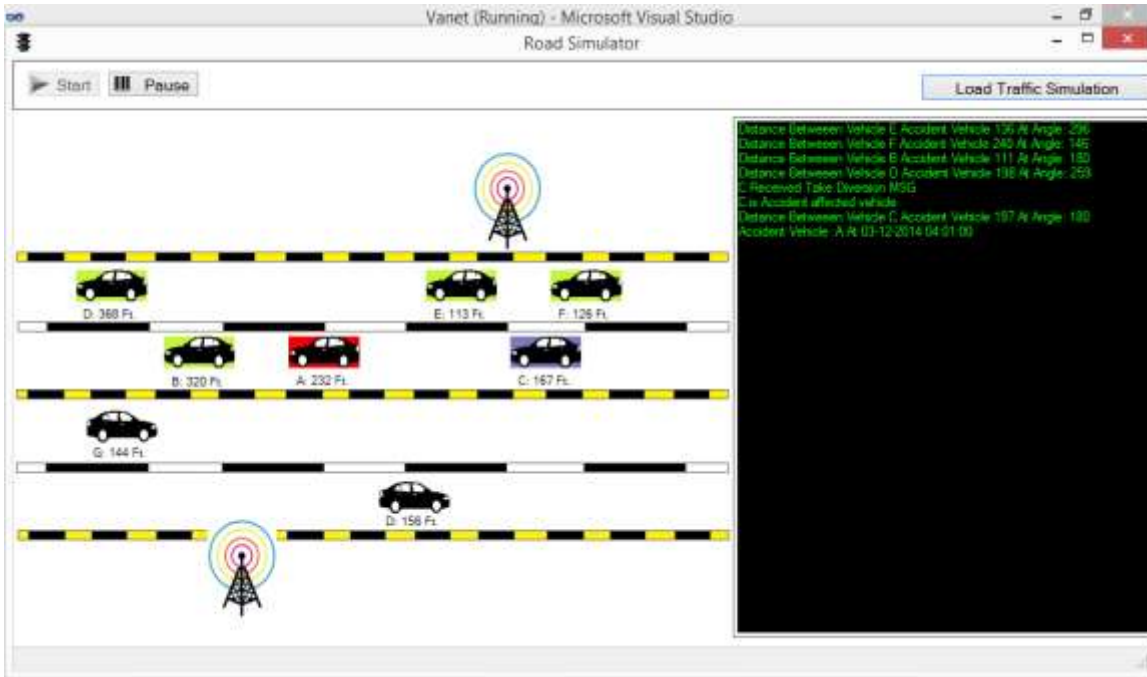 Vanet (Running) - Microsoft Visual Studio
Road Simulator
Start Pause Load Traffic Simulation
Distance Betweeen Vehicle E Accident Vehicle 136 At Angle: 296
Distance Betweeen Vehicle F Accident Vehicle 240 At Angle: 146
Distance Betweeen Vehicle B Accident Vehicle 111 At Angle: 180
Distance Betweeen Vehicle D Accident Vehicle 198 At Angle: 259
C Received Take Diversion MSG
C is Accident affected vehicle
Distance Betweeen Vehicle C Accident Vehicle 197 At Angle: 180
Accident Vehicle A At 03-12-2014 04:01:00
D: 368 Ft. E: 113 Ft. F: 126 Ft.
B: 320 Ft. A: 232 Ft. C: 167 Ft.
G: 144 Ft.
D: 156 Ft.